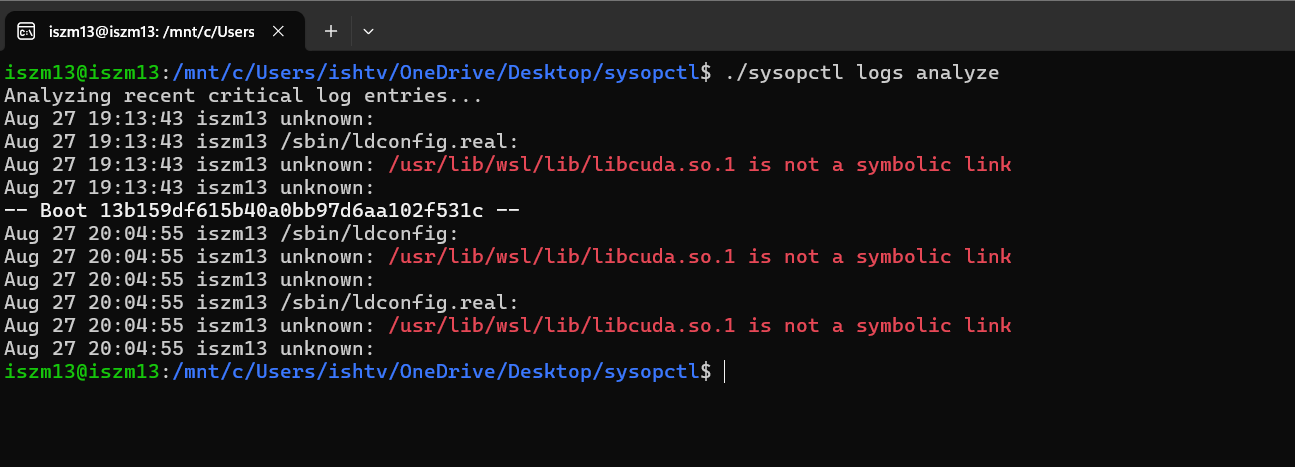 iszm13@iszm13: /mnt/c/Users
iszm13@iszm13:/mnt/c/Users/ishtv/OneDrive/Desktop/sysopctl$ ./sysopctl logs analyze
Analyzing recent critical log entries...
Aug 27 19:13:43 iszm13 unknown:
Aug 27 19:13:43 iszm13 /sbin/ldconfig.real:
Aug 27 19:13:43 iszm13 unknown: /usr/lib/wsl/lib/libcuda.so.1 is not a symbolic link
Aug 27 19:13:43 iszm13 unknown:
-- Boot 13b159df615b40a0bb97d6aa102f531c --
Aug 27 20:04:55 iszm13 /sbin/ldconfig:
Aug 27 20:04:55 iszm13 unknown: /usr/lib/wsl/lib/libcuda.so.1 is not a symbolic link
Aug 27 20:04:55 iszm13 unknown:
Aug 27 20:04:55 iszm13 /sbin/ldconfig.real:
Aug 27 20:04:55 iszm13 unknown: /usr/lib/wsl/lib/libcuda.so.1 is not a symbolic link
Aug 27 20:04:55 iszm13 unknown:
iszm13@iszm13:/mnt/c/Users/ishtv/OneDrive/Desktop/sysopctl$